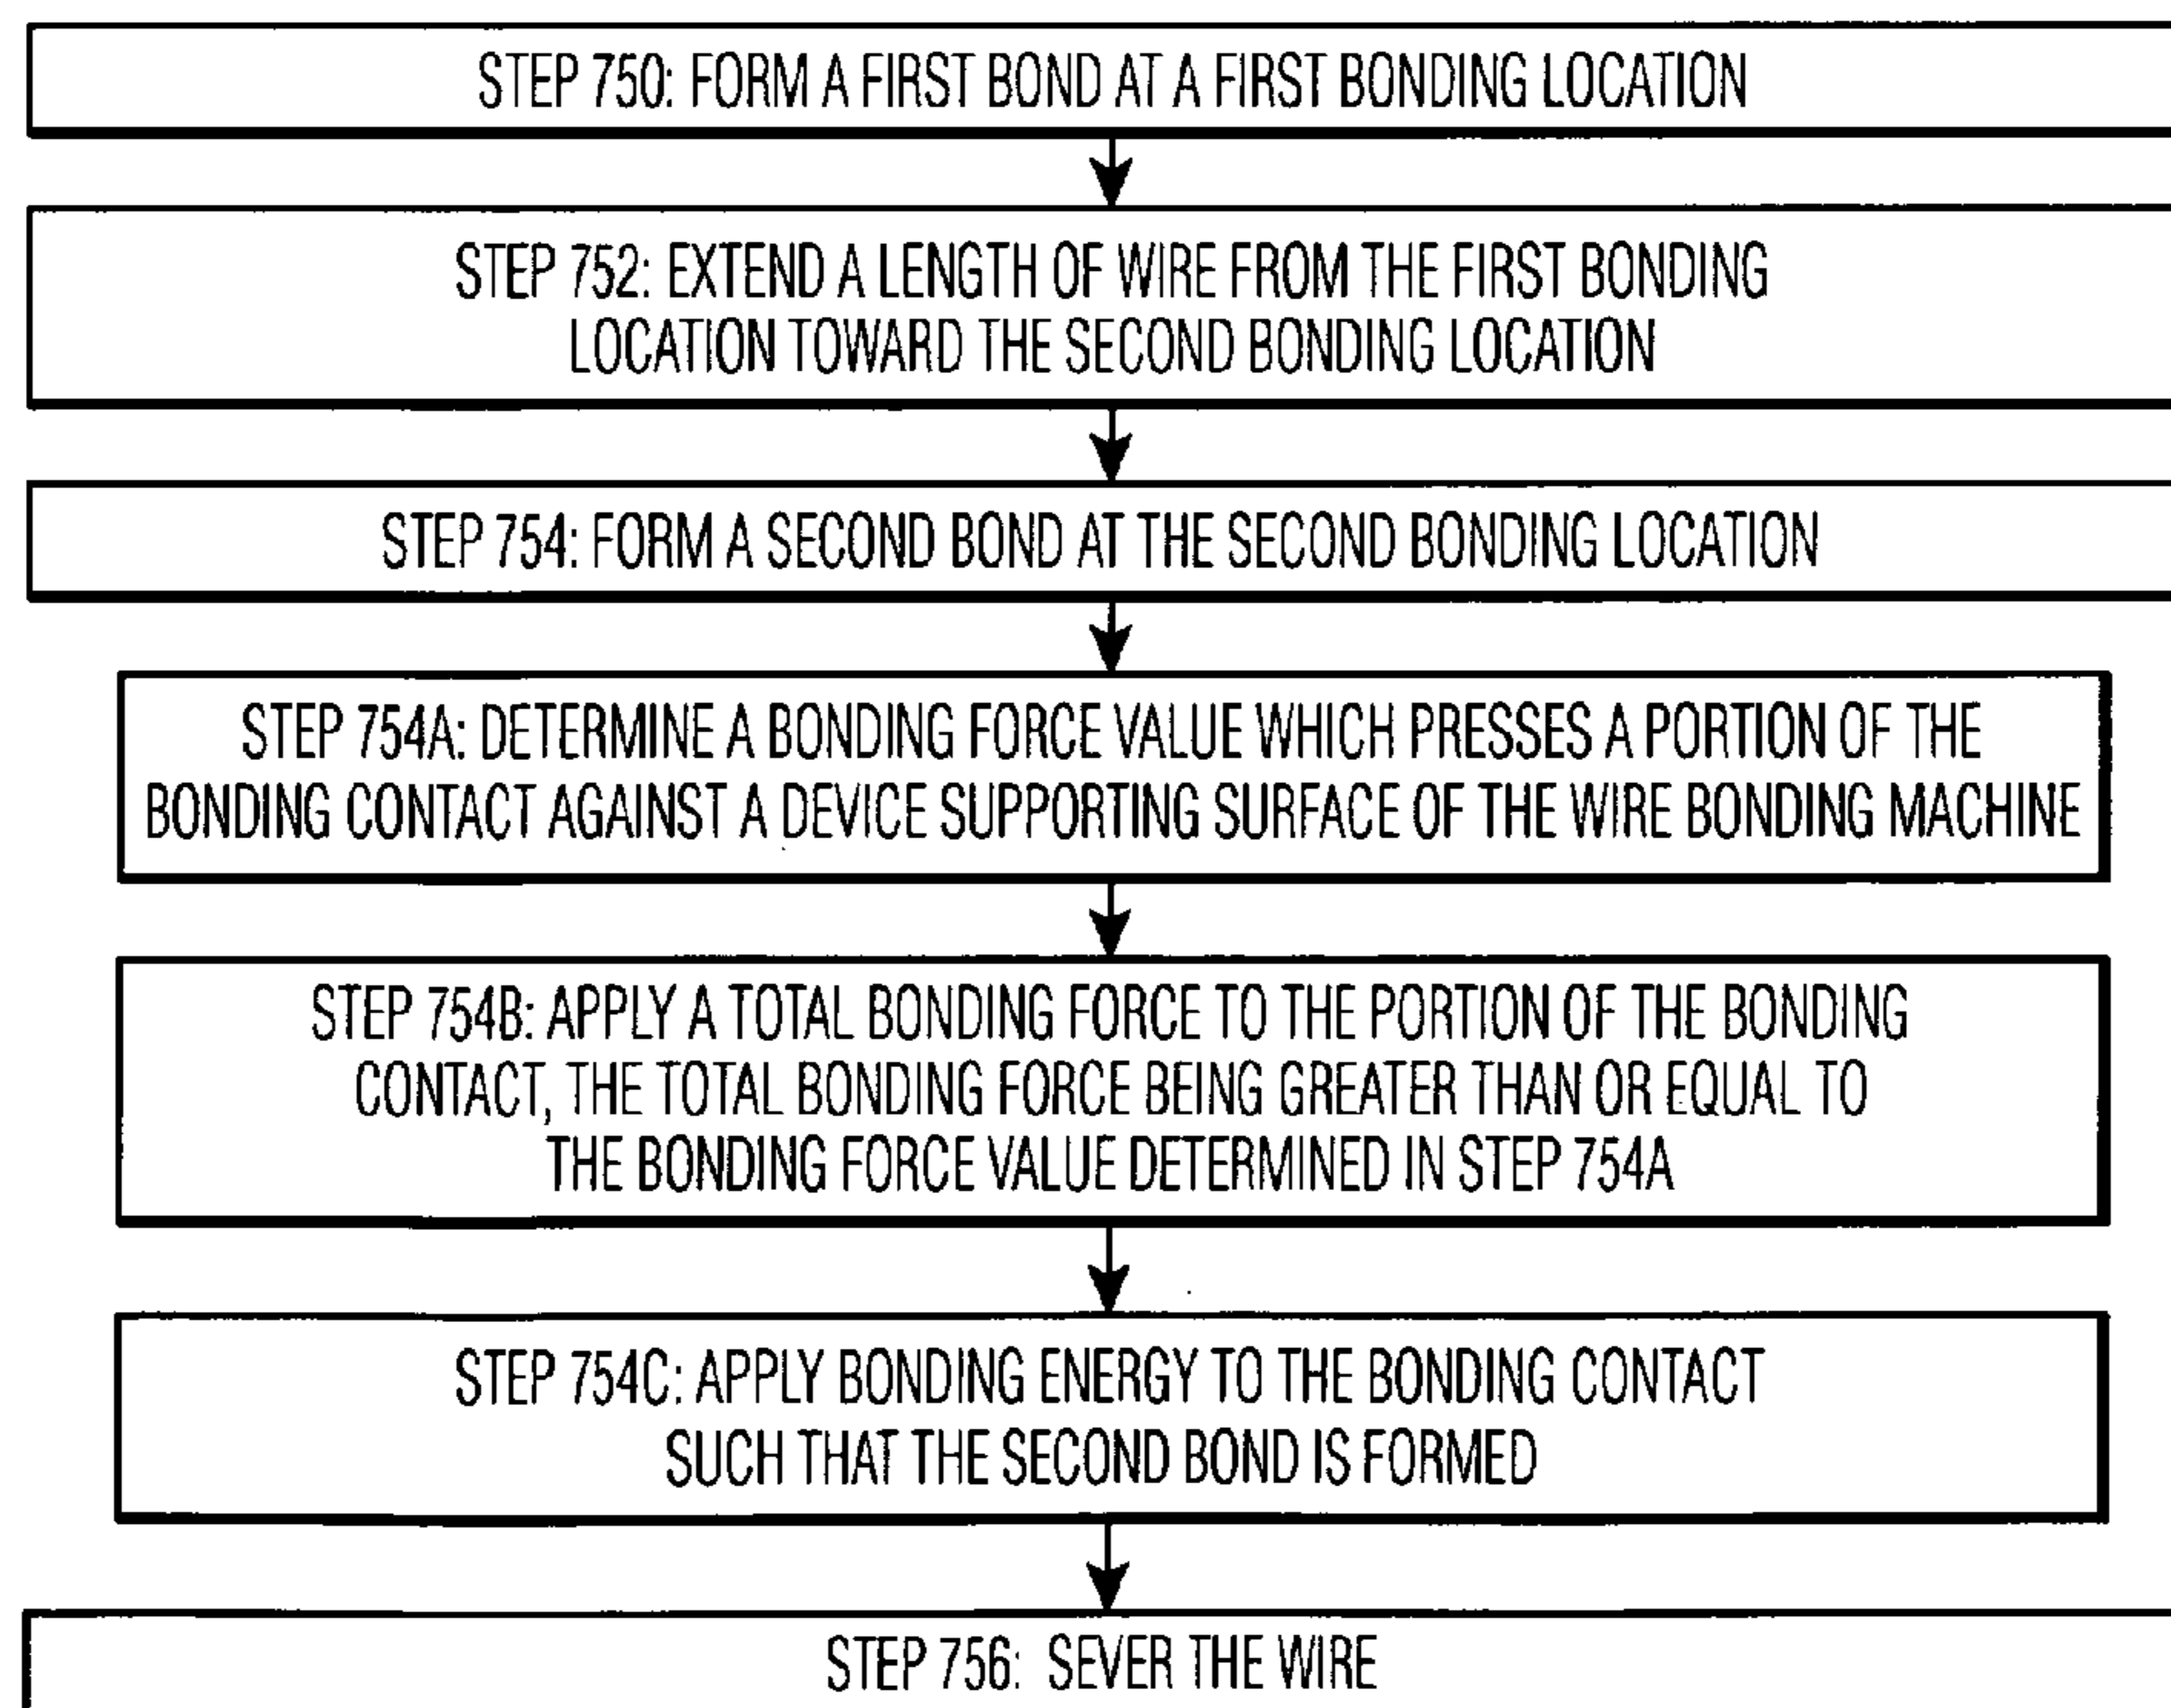 STEP 750: FORM A FIRST BOND AT A FIRST BONDING LOCATION
STEP 752: EXTEND A LENGTH OF WIRE FROM THE FIRST BONDING
LOCATION TOWARD THE SECOND BONDING LOCATION
STEP 754: FORM A SECOND BOND AT THE SECOND BONDING LOCATION
STEP 754A: DETERMINE A BONDING FORCE VALUE WHICH PRESSES A PORTION OF THE
BONDING CONTACT AGAINST A DEVICE SUPPORTING SURFACE OF THE WIRE BONDING MACHINE
STEP 754B: APPLY A TOTAL BONDING FORCE TO THE PORTION OF THE BONDING
CONTACT, THE TOTAL BONDING FORCE BEING GREATER THAN OR EQUAL TO
THE BONDING FORCE VALUE DETERMINED IN STEP 754A
STEP 754C: APPLY BONDING ENERGY TO THE BONDING CONTACT
SUCH THAT THE SECOND BOND IS FORMED
STEP 756: SEVER THE WIRE